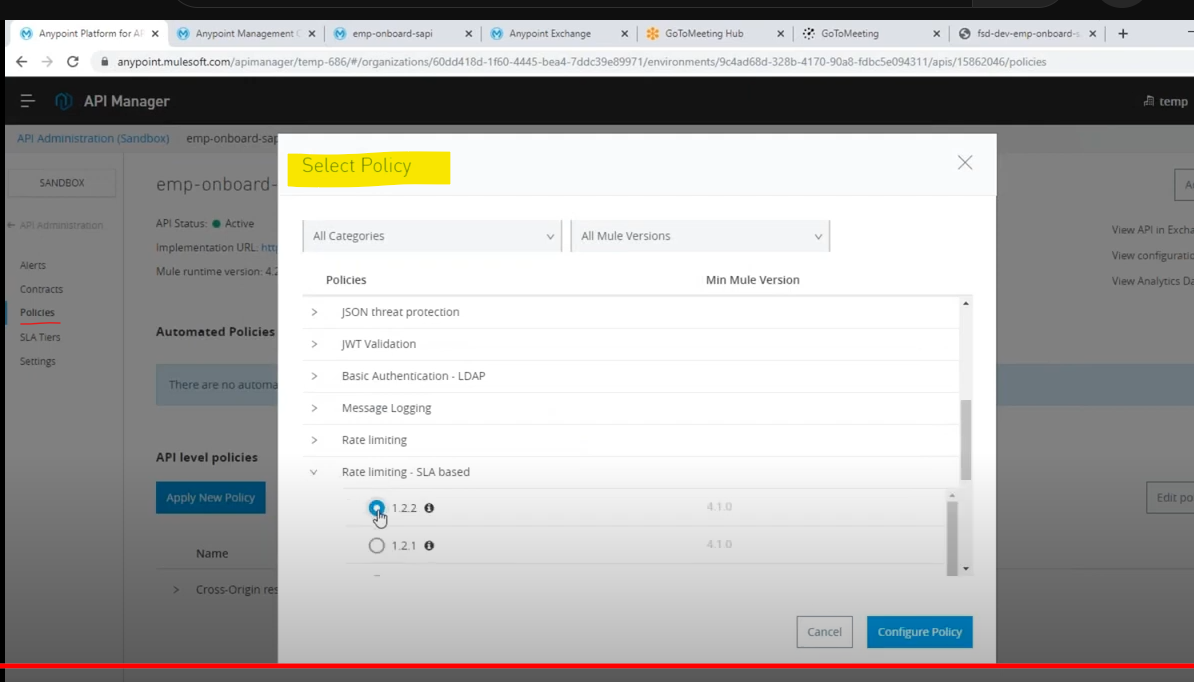 Anypoint Platform for AP
Anypoint Management C
emp-onboard-sapi
Anypoint Exchange
GoToMeeting Hub
GoToMeeting
fsd-dev-emp-onboard-s
anypoint.mulesoft.com/apimanager/temp-686/#/organizations/60dd418d-1f60-4445-bea4-7ddc39e89971/environments/9c4ad68d-328b-4170-90a8-fdbc5e094311/apis/15862046/policies
API Manager
temp
API Administration (Sandbox)
emp-onboard-sap
SANDBOX
API Administration
Alerts
Contracts
Policies
SLA Tiers
Settings
emp-onboard-
API Status: Active
Implementation URL: http
Mule runtime version: 4.2
Automated Policies
There are no automa
API level policies
Apply New Policy
Name
Cross-Origin res
Select Policy
All Categories
All Mule Versions
Policies
Min Mule Version
JSON threat protection
JWT Validation
Basic Authentication - LDAP
Message Logging
Rate limiting
Rate limiting - SLA based
1.2.2
4.1.0
1.2.1
4.1.0
Cancel
Configure Policy
View API in Excha
View configuratio
View Analytics Da
Edit po